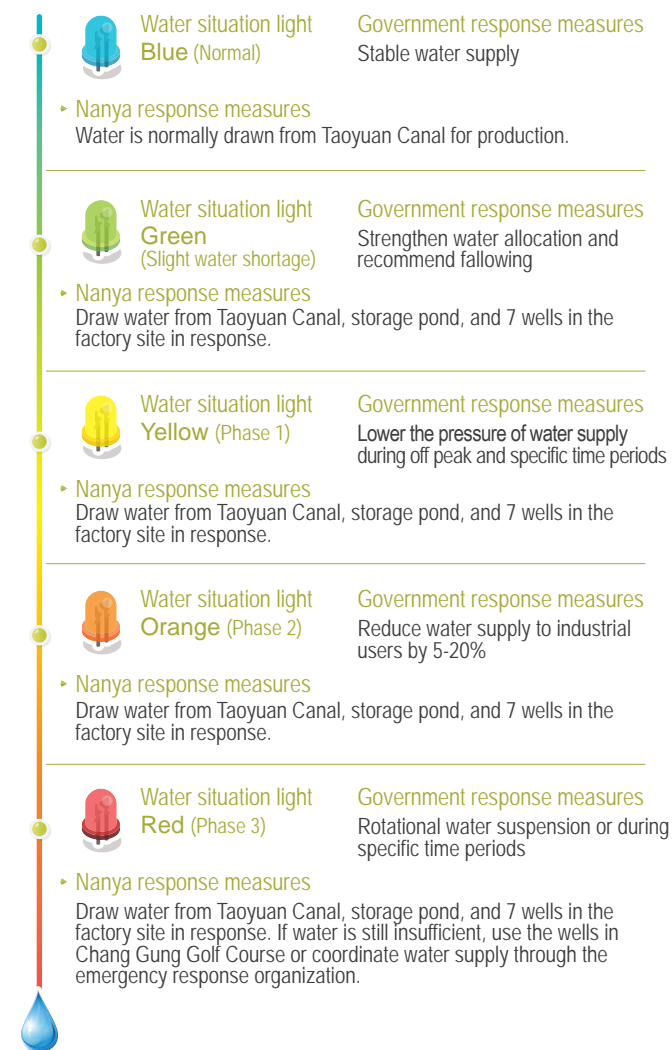 Water situation light
Blue (Normal)
Government response measures
Stable water supply
Nanya response measures
Water is normally drawn from Taoyuan Canal for production.
Water situation light
Green
(Slight water shortage)
Government response measures
Strengthen water allocation and
recommend fallowing
Nanya response measures
Draw water from Taoyuan Canal, storage pond, and 7 wells in the
factory site in response.
Water situation light
Yellow (Phase 1)
Government response measures
Lower the pressure of water supply
during off peak and specific time periods
Nanya response measures
Draw water from Taoyuan Canal, storage pond, and 7 wells in the
factory site in response.
Water situation light
Orange (Phase 2)
Government response measures
Reduce water supply to industrial
users by 5-20%
Nanya response measures
Draw water from Taoyuan Canal, storage pond, and 7 wells in the
factory site in response.
Water situation light
Red (Phase 3)
Government response measures
Rotational water suspension or during
specific time periods
Nanya response measures
Draw water from Taoyuan Canal, storage pond, and 7 wells in the
factory site in response. If water is still insufficient, use the wells in
Chang Gung Golf Course or coordinate water supply through the
emergency response organization.